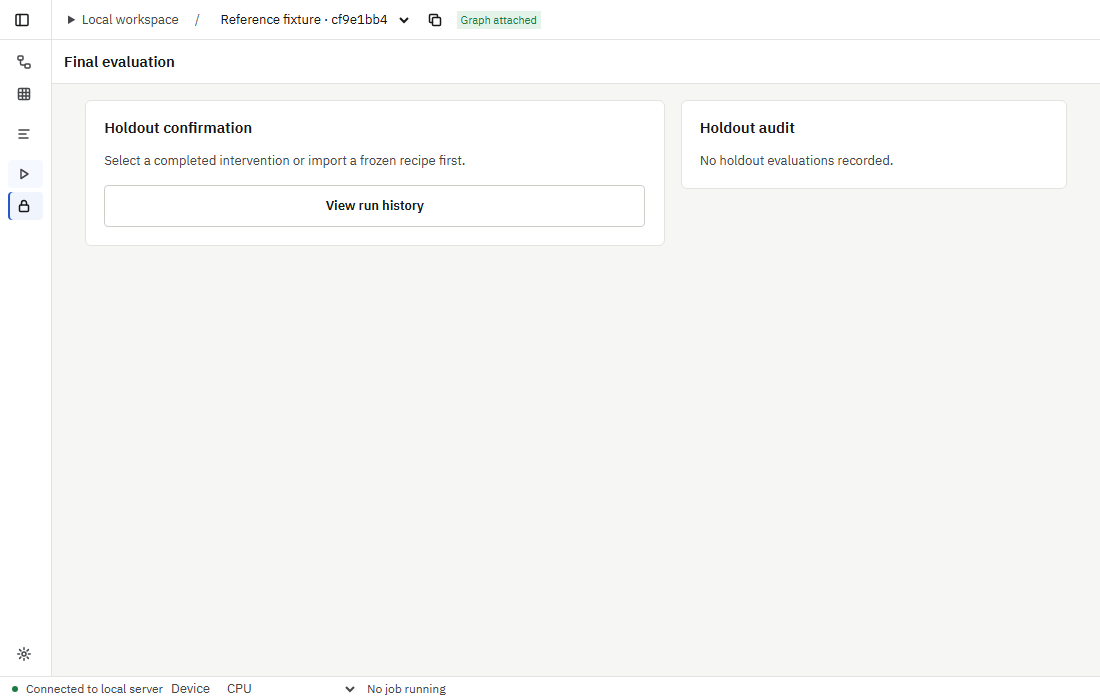 Local workspace / Reference fixture · cf9e1bb4 Graph attached
Final evaluation
Holdout confirmation
Select a completed intervention or import a frozen recipe first.
View run history
Holdout audit
No holdout evaluations recorded.
Connected to local server Device CPU No job running